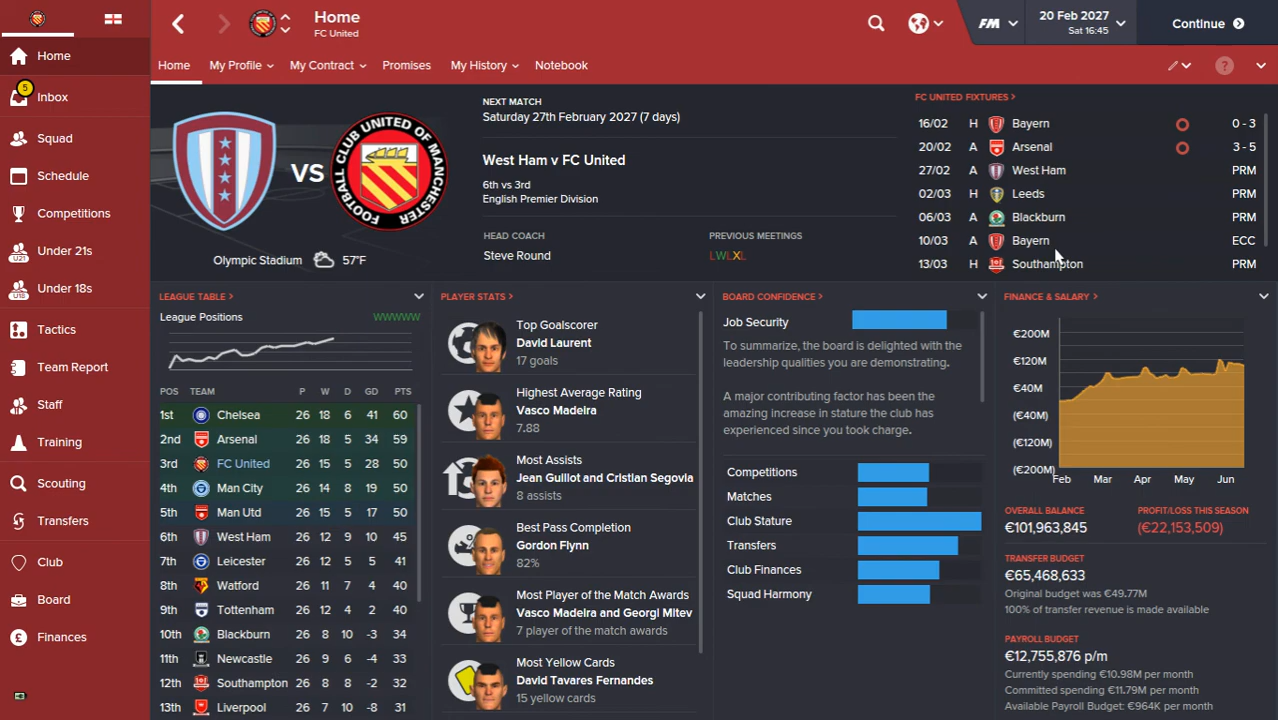 Home
FC United
FM
20 Feb 2027
Sat 16:45
Continue
Home
5
Inbox
Squad
Schedule
Competitions
U21
Under 21s
U18
Under 18s
Tactics
Team Report
Staff
Training
Scouting
Transfers
Club
Board
£ Finances
Home My Profile My Contract Promises My History Notebook
?
VS
FOOTBALL CLUB UNITED OF MANCHESTER
Olympic Stadium 57°F
NEXT MATCH
Saturday 27th February 2027 (7 days)
West Ham v FC United
6th vs 3rd
English Premier Division
HEAD COACH
Steve Round
PREVIOUS MEETINGS
LWLXL
FC UNITED FIXTURES >
16/02 H Bayern 0 - 3
20/02 A Arsenal 3 - 5
27/02 A West Ham PRM
02/03 H Leeds PRM
06/03 A Blackburn PRM
10/03 A Bayern ECC
13/03 H Southampton PRM
LEAGUE TABLE >
League Positions WWWWW
POS TEAM P W D GD PTS
1st Chelsea 26 18 6 41 60
2nd Arsenal 26 18 5 34 59
3rd FC United 26 15 5 28 50
4th Man City 26 14 8 19 50
5th Man Utd 26 15 5 17 50
6th West Ham 26 12 9 10 45
7th Leicester 26 12 5 5 41
8th Watford 26 11 7 4 40
9th Tottenham 26 12 4 2 40
10th Blackburn 26 8 10 -3 34
11th Newcastle 26 9 6 -4 33
12th Southampton 26 8 8 -2 32
13th Liverpool 26 7 10 -8 31
PLAYER STATS >
Top Goalscorer
David Laurent
17 goals
Highest Average Rating
Vasco Madeira
7.88
Most Assists
Jean Guillot and Cristian Segovia
8 assists
Best Pass Completion
Gordon Flynn
82%
Most Player of the Match Awards
Vasco Madeira and Georgi Mitev
7 player of the match awards
Most Yellow Cards
David Tavares Fernandes
15 yellow cards
BOARD CONFIDENCE >
Job Security
To summarize, the board is delighted with the
leadership qualities you are demonstrating.
A major contributing factor has been the
amazing increase in stature the club has
experienced since you took charge.
Competitions
Matches
Club Stature
Transfers
Club Finances
Squad Harmony
FINANCE & SALARY >
€200M
€120M
€40M
(€40M)
(€120M)
(€200M)
Feb Mar Apr May Jun
OVERALL BALANCE
€101,963,845
PROFIT/LOSS THIS SEASON
(€22,153,509)
TRANSFER BUDGET
€65,468,633
Original budget was €49.77M
100% of transfer revenue is made available
PAYROLL BUDGET
€12,755,876 p/m
Currently spending €10.98M per month
Committed spending €11.79M per month
Available Payroll Budget: €964K per month